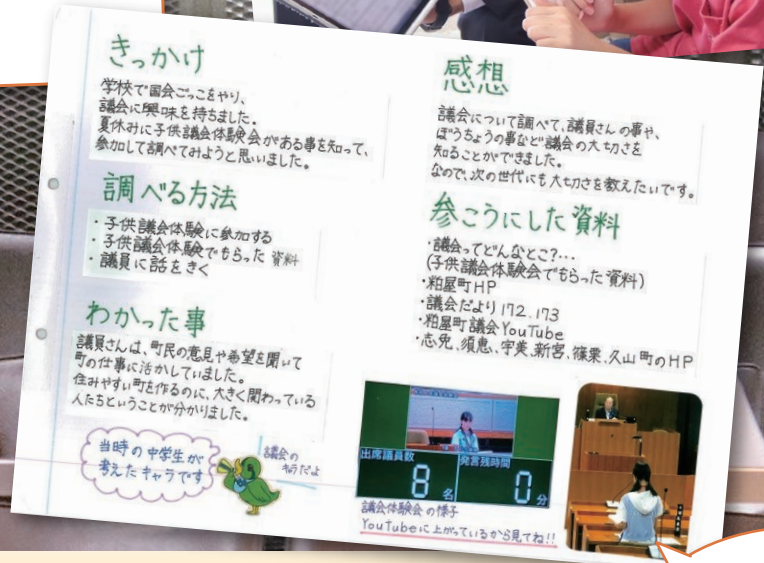 きっかけ
学校で国会ごっこをやり、
議会に興味を持ちました。
夏休みに子供議会体験会がある事を知って、
参加して調べてみようと思いました。
調べる方法
・子供議会体験に参加する
・子供議会体験でもらった資料
・議員に話をきく
わかった事
議員さんは、町民の意見や希望を聞いて
町の仕事に活かしていました。
住みやすい町を作るのに、大きく関わっている
人たちということが分かりました。
当時の中学生が
考えたキャラです
議会の
キャラだよ
感想
議会について調べて、議員さんの事や、
ぼうちょうの事など議会の大切さを
知ることができました。
なので、次の世代にも大切さを教えたいです。
参こうにした資料
・議会ってどんなとこ?…
(子供議会体験会でもらった資料)
・粕屋町HP
・議会だより172.173
・粕屋町議会YouTube
・志免、須恵、宇美、新宮、篠栗、久山町のHP
出席議員数
8名
発言残時間
0分
議会体験会の様子
YouTubeに上がっているから見てね!!